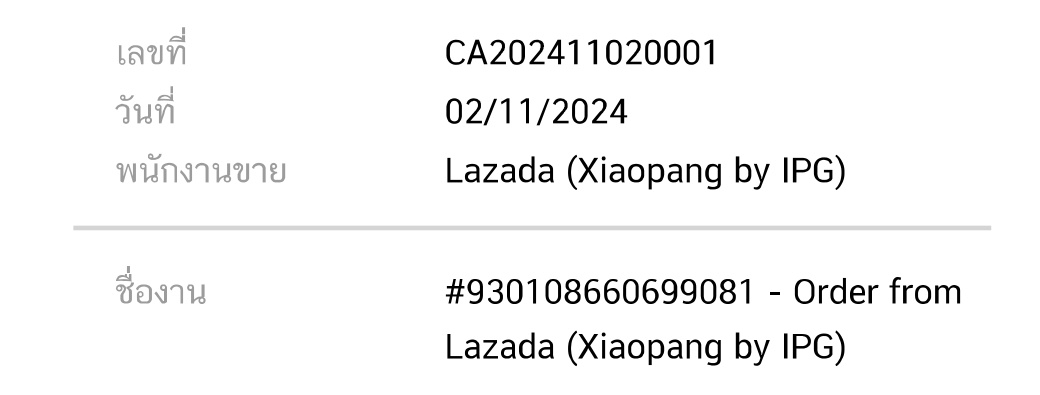 เลขที่ CA202411020001
วันที่ 02/11/2024
พนักงานขาย Lazada (Xiaopang by IPG)
ชื่องาน #930108660699081 - Order from
Lazada (Xiaopang by IPG)